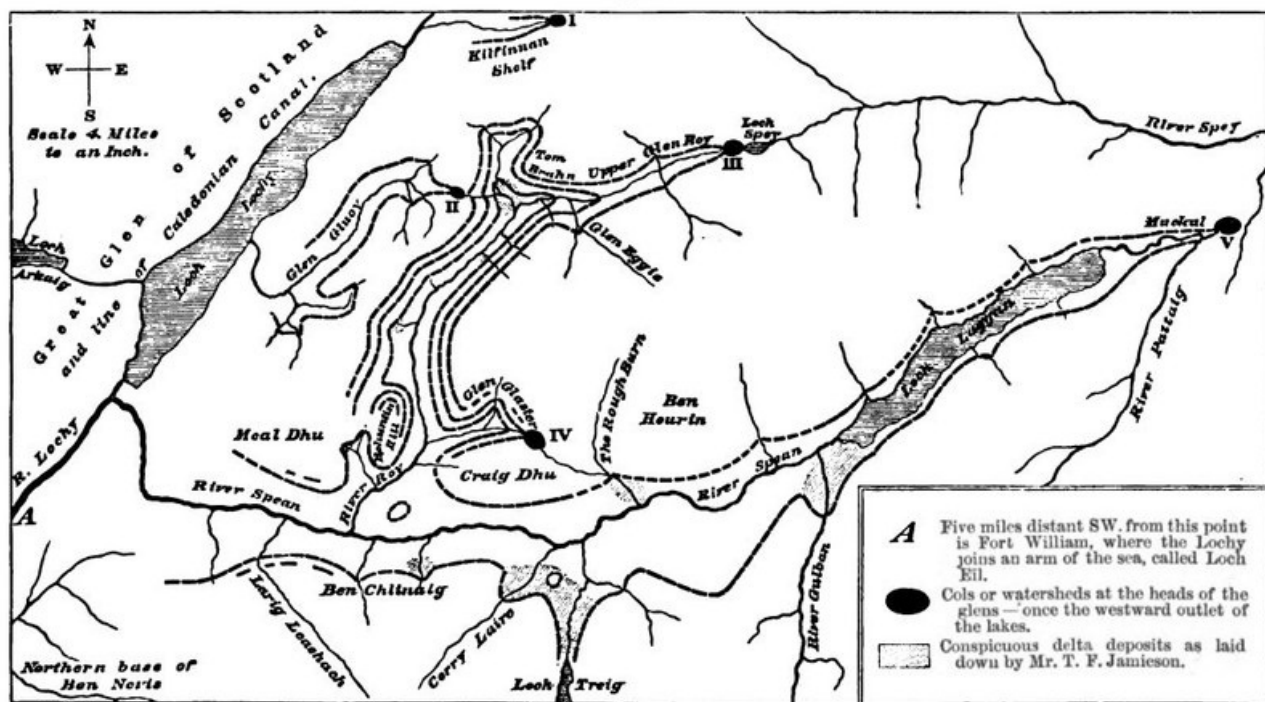 N
W E
S
Scale 4 Miles
to an Inch.
Great Glen of Scotland
and line of Caledonian Canal.
Loch Lochy
Loch
Arkaig
R. Lochy
A
I
Kilfinnan
Shelf
II
Glen Gluoy
Tom
Brahn
Upper Glen Roy
III
Loch
Spey
River Spey
Glen Eagie
Muckul
V
River Pattaig
Loch Laggan
Glen Glaster
IV
The Rough Burn
Ben
Hourin
Meal Dhu
Bohuntin
Hill
River Roy
Craig Dhu
River Spean
River Spean
Larig Leachach
Ben Chlinaig
Corry Laire
Loch Treig
River Gulban
Northern base of
Ben Nevis
A Five miles distant SW. from this point
is Fort William, where the Lochy
joins an arm of the sea, called Loch
Eil.
Cols or watersheds at the heads of the
glens — once the westward outlet of
the lakes.
Conspicuous delta deposits as laid
down by Mr. T. F. Jamieson.